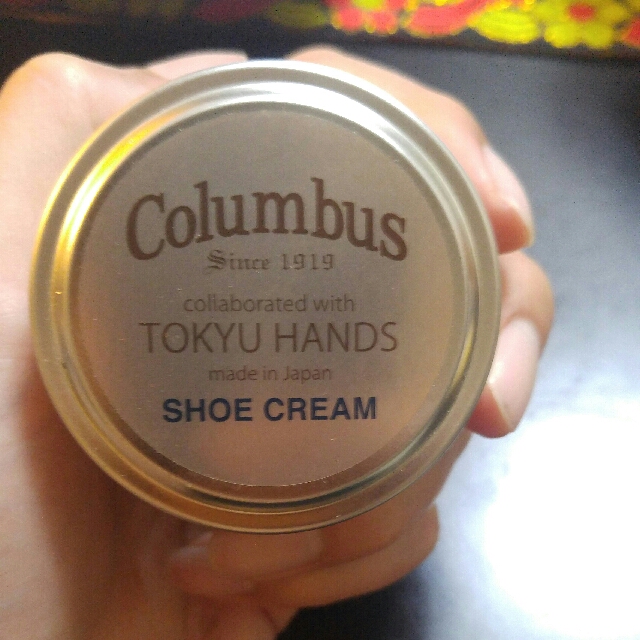 Columbus
Since 1919
collaborated with
TOKYU HANDS
made in Japan
SHOE CREAM